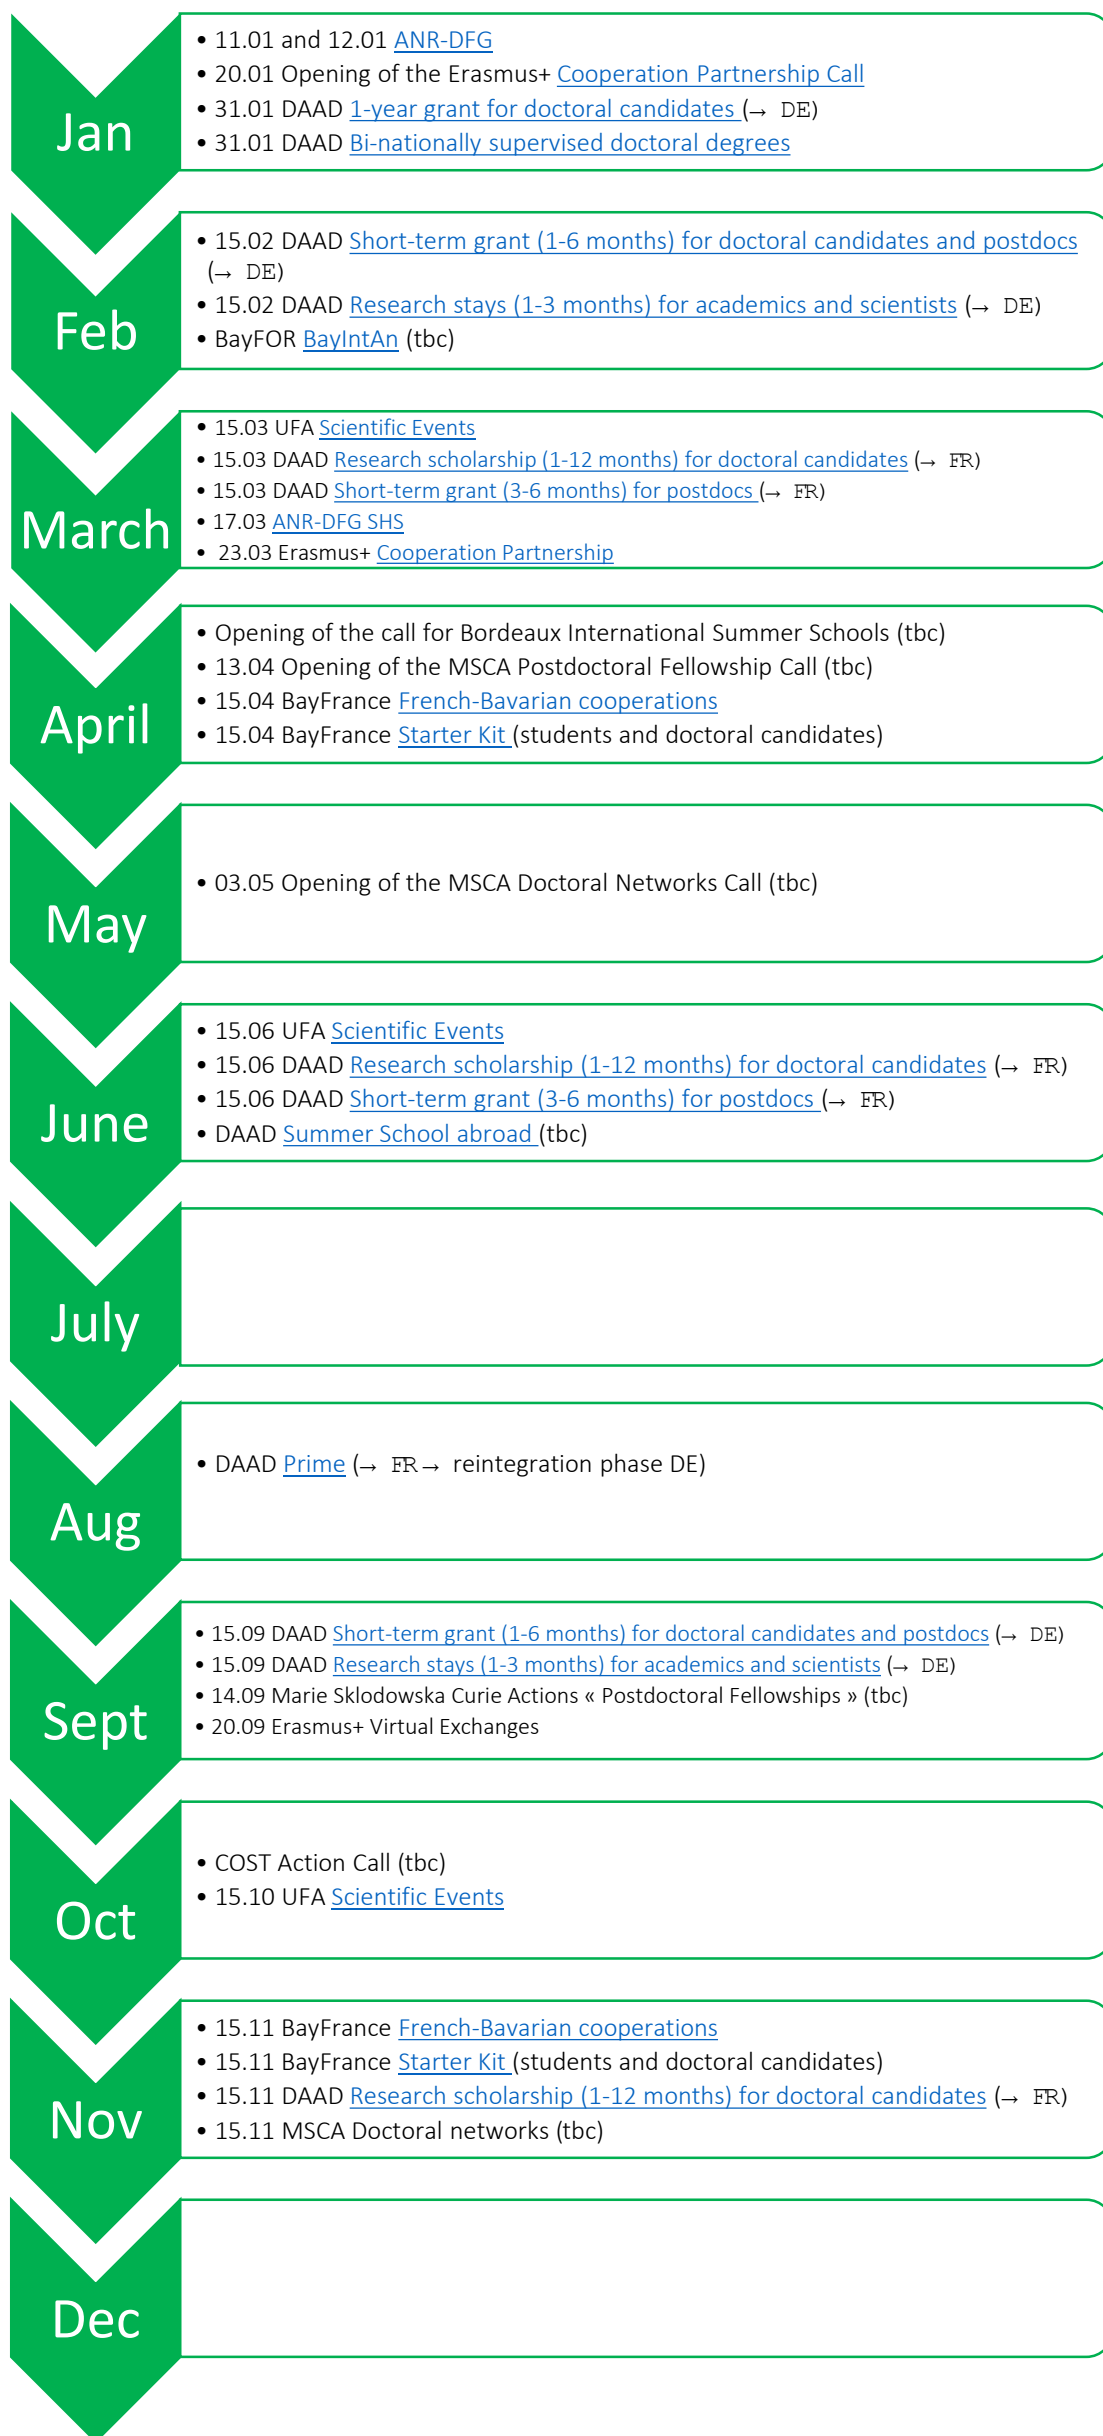 Jan
• 11.01 and 12.01 ANR-DFG
• 20.01 Opening of the Erasmus+ Cooperation Partnership Call
• 31.01 DAAD 1-year grant for doctoral candidates (→ DE)
• 31.01 DAAD Bi-nationally supervised doctoral degrees
Feb
• 15.02 DAAD Short-term grant (1-6 months) for doctoral candidates and postdocs
(→ DE)
• 15.02 DAAD Research stays (1-3 months) for academics and scientists (→ DE)
• BayFOR BayIntAn (tbc)
March
• 15.03 UFA Scientific Events
• 15.03 DAAD Research scholarship (1-12 months) for doctoral candidates (→ FR)
• 15.03 DAAD Short-term grant (3-6 months) for postdocs (→ FR)
• 17.03 ANR-DFG SHS
• 23.03 Erasmus+ Cooperation Partnership
April
• Opening of the call for Bordeaux International Summer Schools (tbc)
• 13.04 Opening of the MSCA Postdoctoral Fellowship Call (tbc)
• 15.04 BayFrance French-Bavarian cooperations
• 15.04 BayFrance Starter Kit (students and doctoral candidates)
May
• 03.05 Opening of the MSCA Doctoral Networks Call (tbc)
June
• 15.06 UFA Scientific Events
• 15.06 DAAD Research scholarship (1-12 months) for doctoral candidates (→ FR)
• 15.06 DAAD Short-term grant (3-6 months) for postdocs (→ FR)
• DAAD Summer School abroad (tbc)
July
Aug
• DAAD Prime (→ FR→ reintegration phase DE)
Sept
• 15.09 DAAD Short-term grant (1-6 months) for doctoral candidates and postdocs (→ DE)
• 15.09 DAAD Research stays (1-3 months) for academics and scientists (→ DE)
• 14.09 Marie Sklodowska Curie Actions « Postdoctoral Fellowships » (tbc)
• 20.09 Erasmus+ Virtual Exchanges
Oct
• COST Action Call (tbc)
• 15.10 UFA Scientific Events
Nov
• 15.11 BayFrance French-Bavarian cooperations
• 15.11 BayFrance Starter Kit (students and doctoral candidates)
• 15.11 DAAD Research scholarship (1-12 months) for doctoral candidates (→ FR)
• 15.11 MSCA Doctoral networks (tbc)
Dec